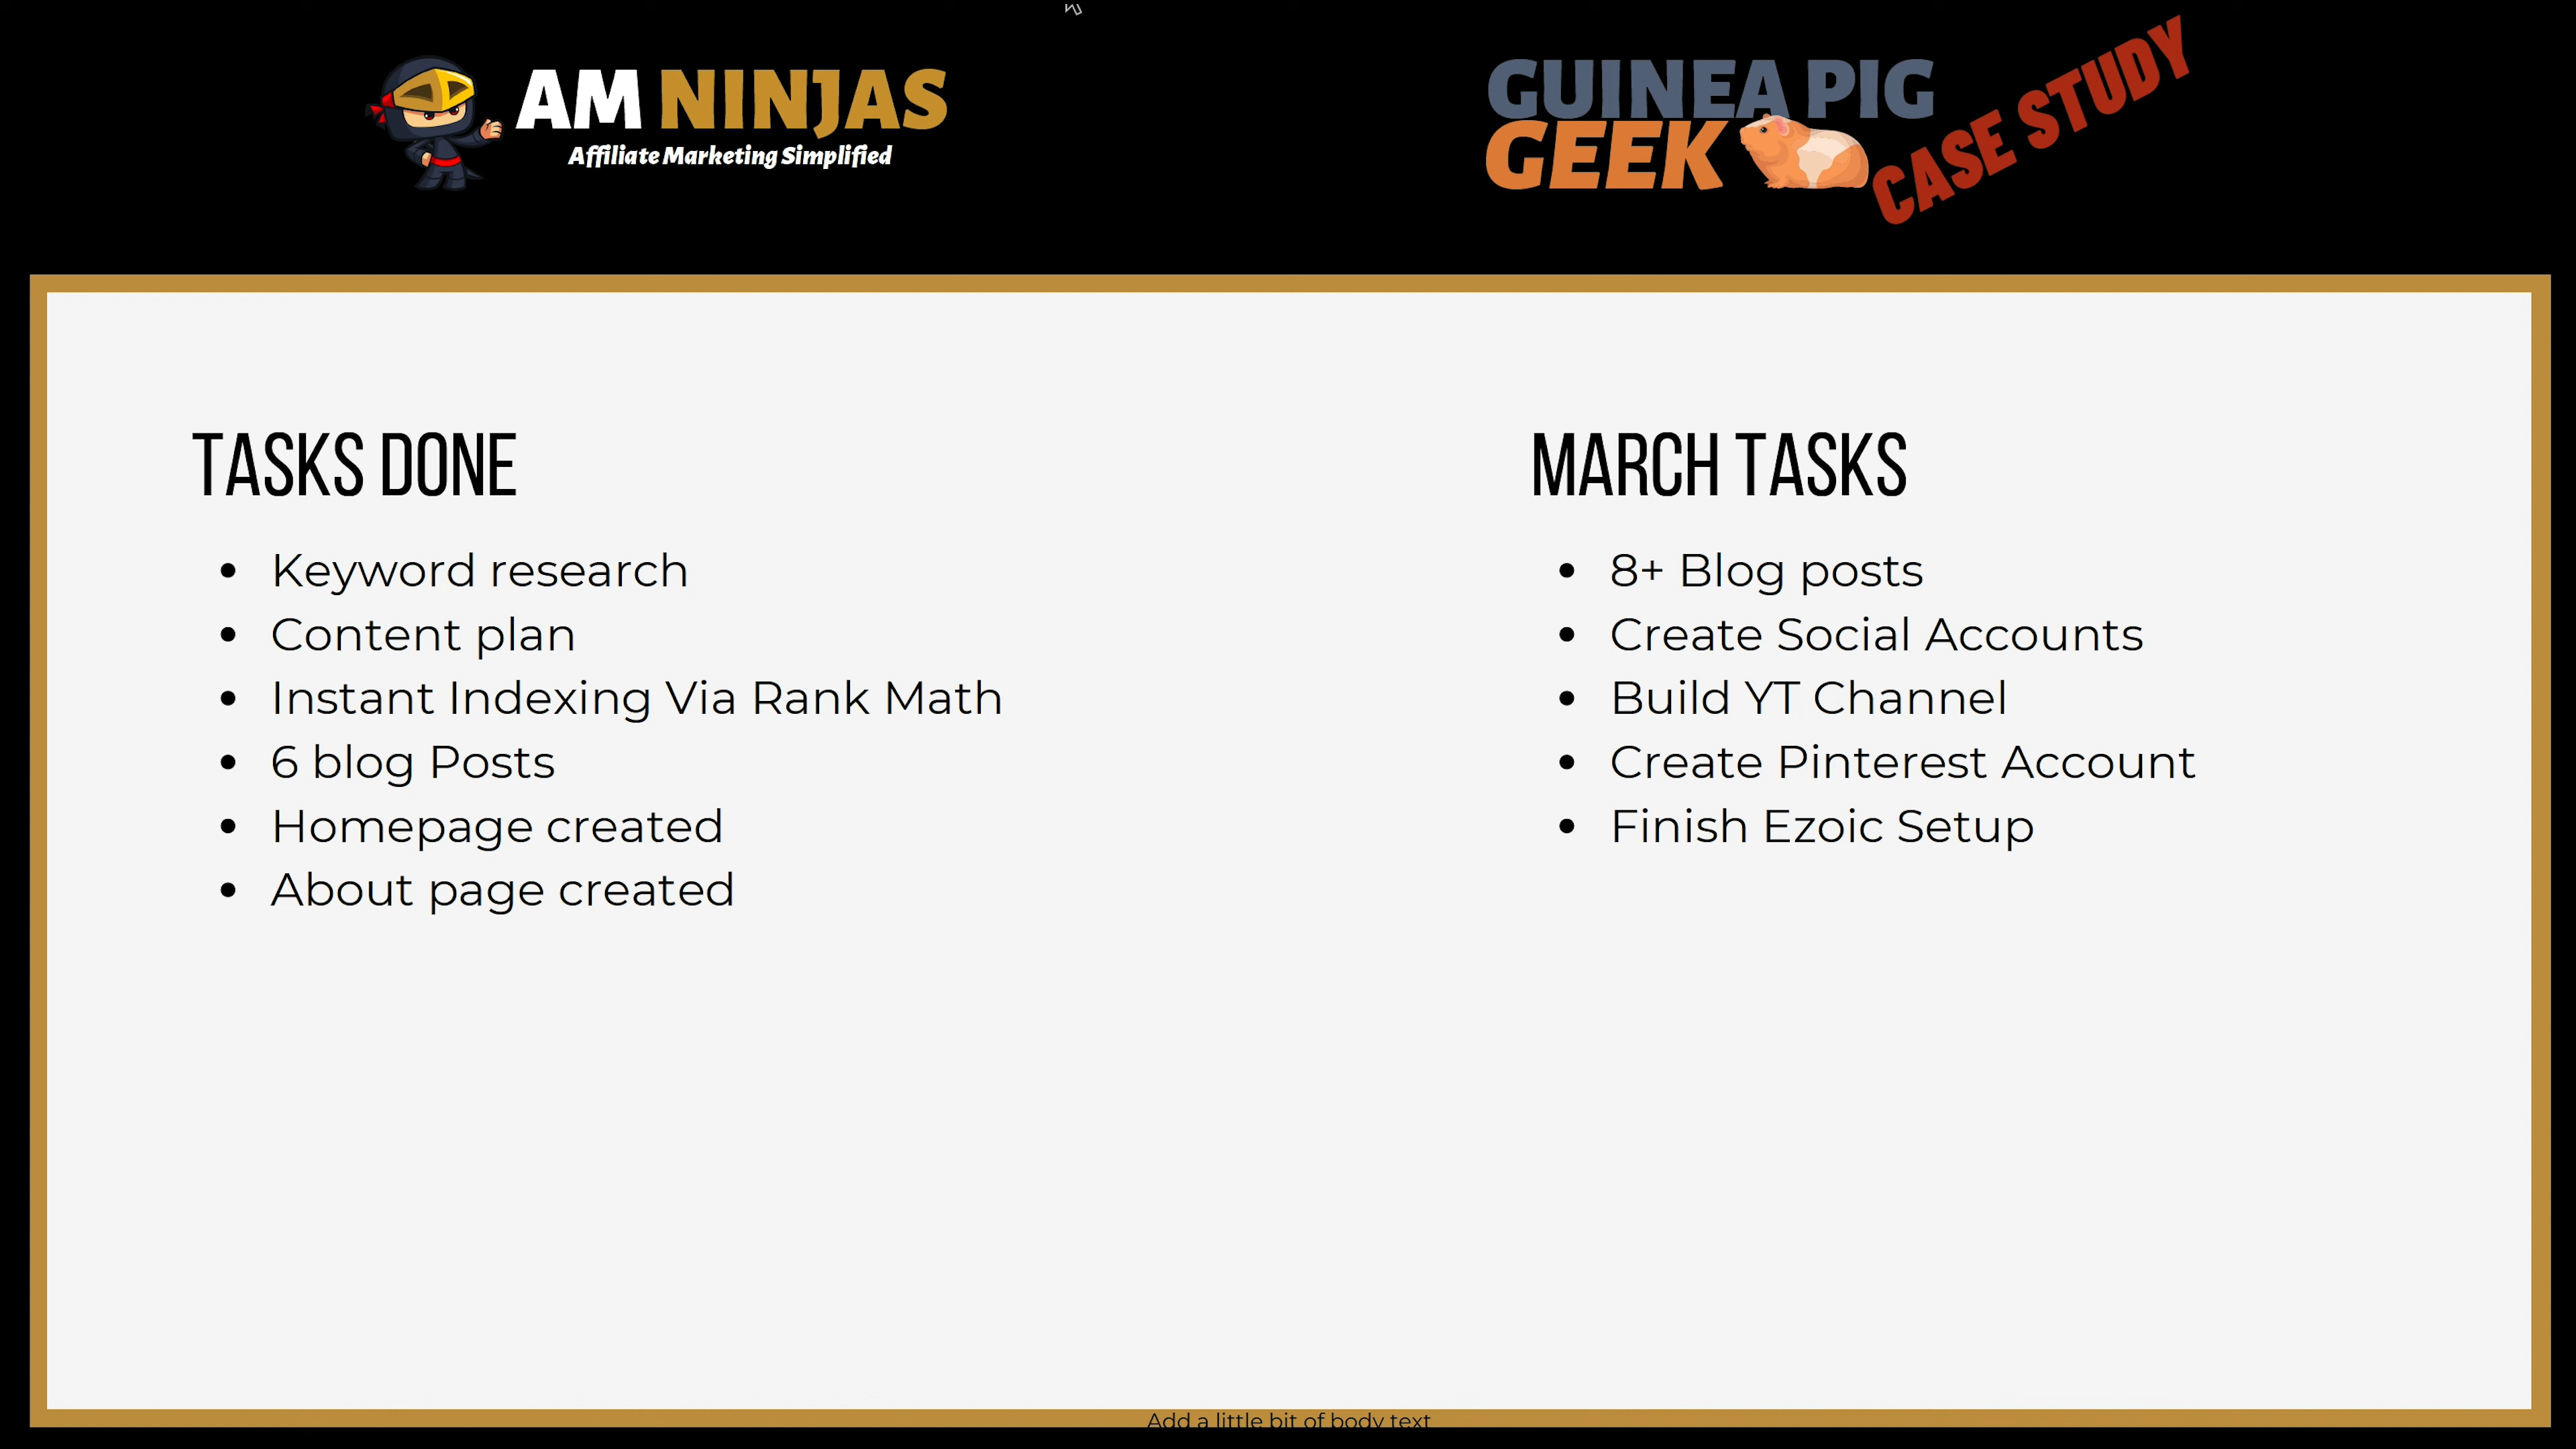 AM NINJAS
Affiliate Marketing Simplified
GUINEA PIG
GEEK
CASE STUDY
TASKS DONE
• Keyword research
• Content plan
• Instant Indexing Via Rank Math
• 6 blog Posts
• Homepage created
• About page created
MARCH TASKS
• 8+ Blog posts
• Create Social Accounts
• Build YT Channel
• Create Pinterest Account
• Finish Ezoic Setup
Add a little bit of body text